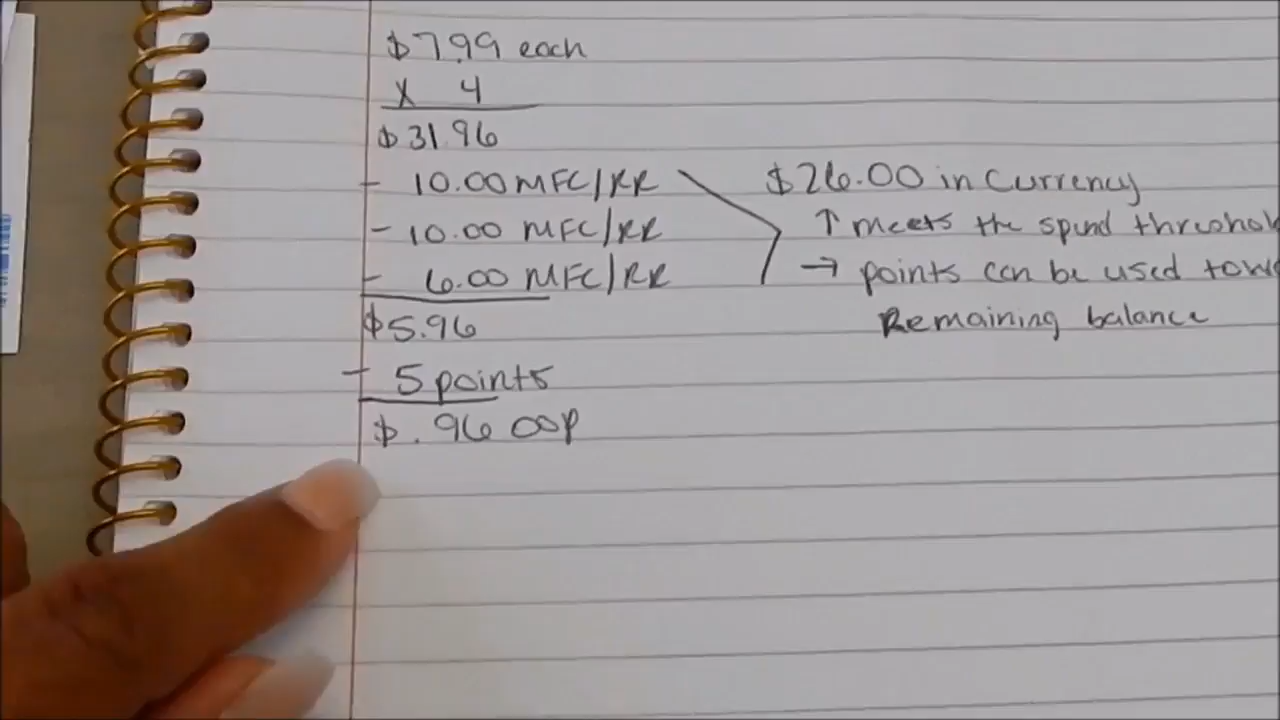 $7.99 each
x 4
$31.96
- 10.00 MFC/RR
- 10.00 MFC/RR
- 6.00 MFC/RR
$5.96
- 5 points
$.96 OOP
$26.00 in Currency
↑ meets the spend threshol
→ points can be used tow
Remaining balance